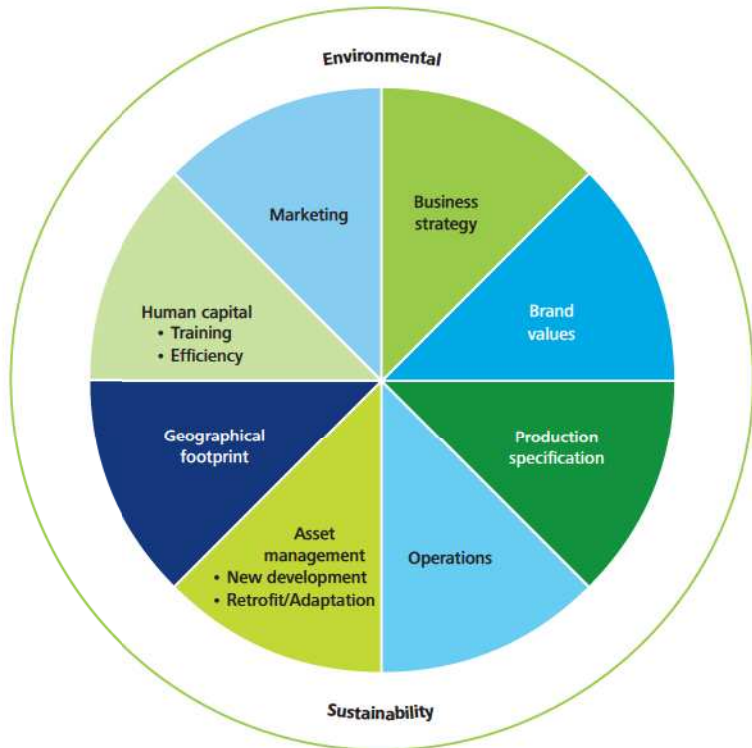 Environmental
Marketing
Business
strategy
Brand
values
Human capital
• Training
• Efficiency
Geographical
footprint
Production
specification
Asset
management
• New development
• Retrofit/Adaptation
Operations
Sustainability